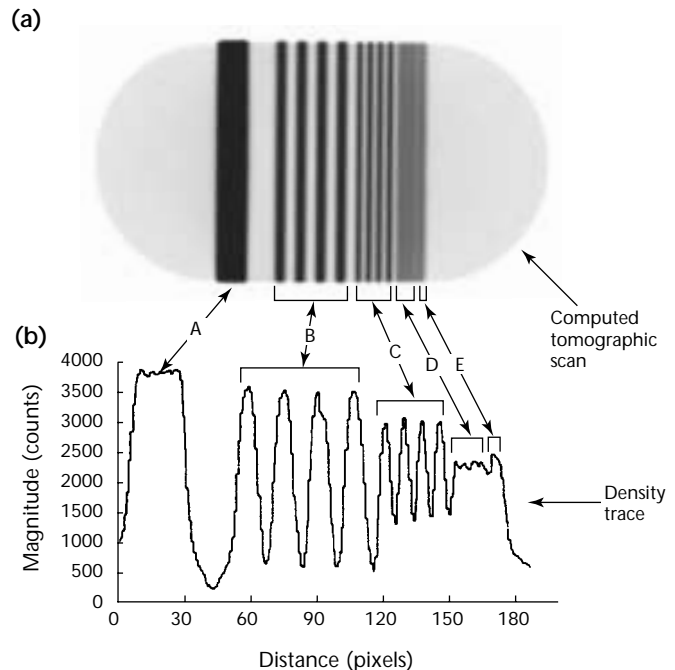 (a)
Computed
tomographic
scan
(b)
A
B
C
D
E
4000
3500
3000
2500
2000
1500
1000
500
0
Magnitude (counts)
Density
trace
0 30 60 90 120 150 180
Distance (pixels)